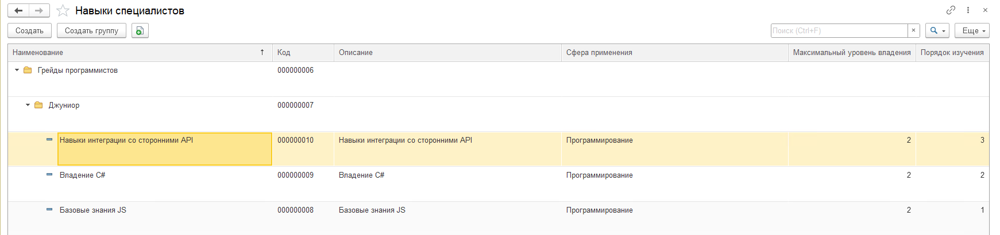 Навыки специалистов
Создать Создать группу Поиск (Ctrl+F) × Еще
Наименование ↑ Код Описание Сфера применения Максимальный уровень владения Порядок изучения
Грейды программистов 000000006
Джуниор 000000007
Навыки интеграции со сторонними API 000000010 Навыки интеграции со сторонними API Программирование 2 3
Владение C# 000000009 Владение C# Программирование 2 2
Базовые знания JS 000000008 Базовые знания JS Программирование 2 1